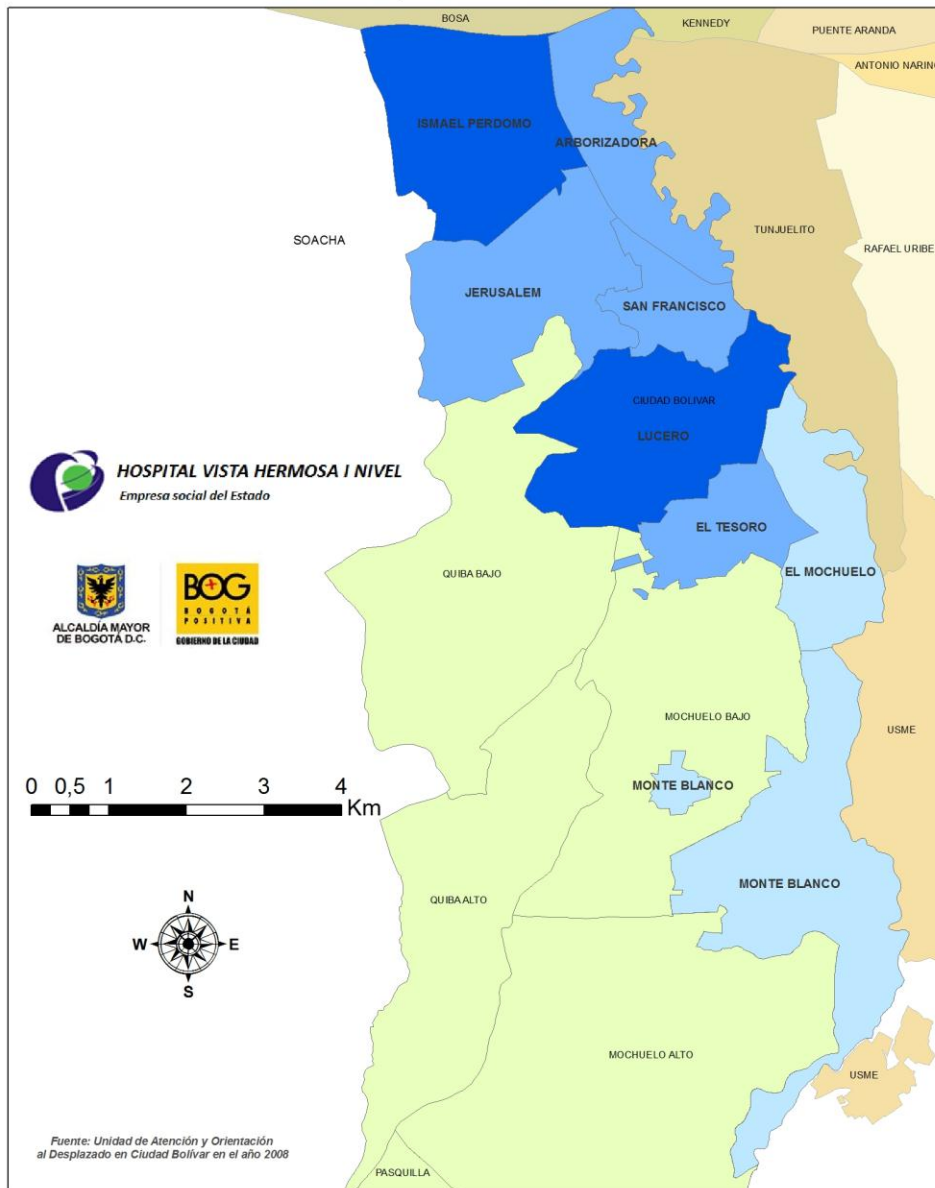 BOSA
KENNEDY
PUENTE ARANDA
ANTONIO NARINO
ISMAEL PERDOMO
ARBORIZADORA
TUNJUELITO
SOACHA
RAFAEL URIBE
JERUSALEM
SAN FRANCISCO
CIUDAD BOLIVAR
LUCERO
HOSPITAL VISTA HERMOSA I NIVEL
Empresa social del Estado
EL TESORO
QUIBA BAJO
EL MOCHUELO
ALCALDÍA MAYOR
DE BOGOTÁ D.C.
BOG
BOGOTÁ
POSITIVA
GOBIERNO DE LA CIUDAD
MOCHUELO BAJO
USME
MONTE BLANCO
0 0,5 1 2 3 4
Km
MONTE BLANCO
QUIBA ALTO
N
W E
S
MOCHUELO ALTO
USME
Fuente: Unidad de Atención y Orientación
al Desplazado en Ciudad Bolívar en el año 2008
PASQUILLA